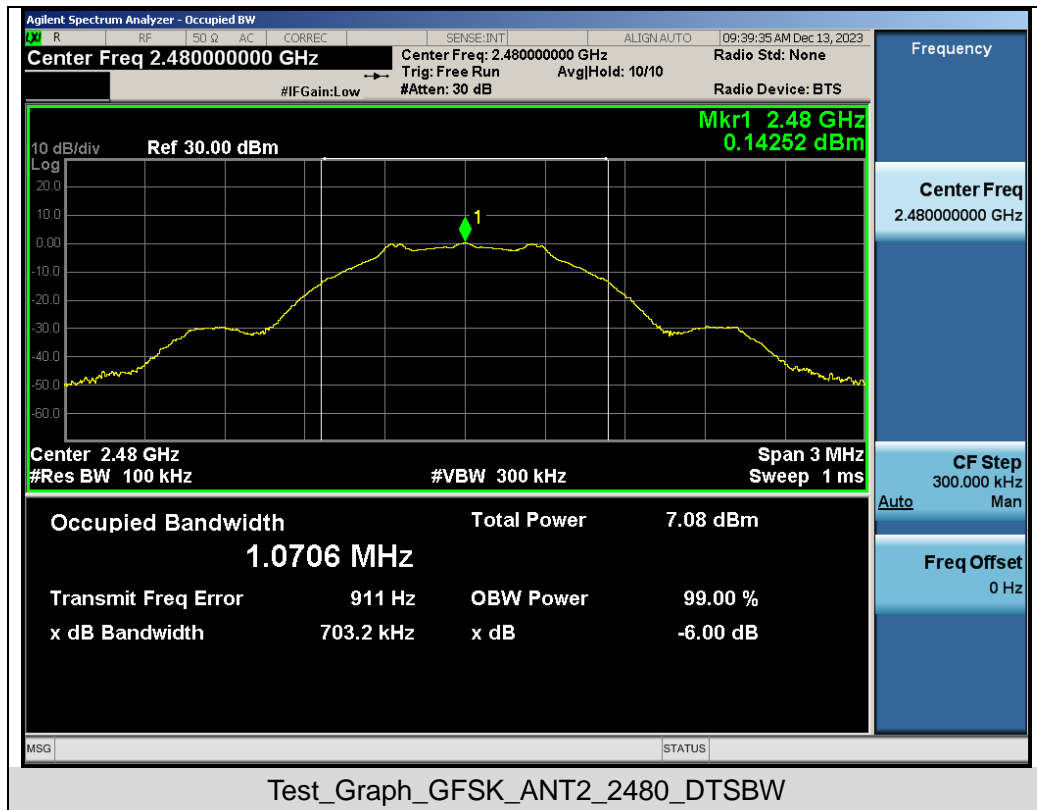 Agilent Spectrum Analyzer - Occupied BW
LXI R RF 50 Ω AC CORREC SENSE:INT ALIGN AUTO 09:39:35 AM Dec 13, 2023
Center Freq 2.480000000 GHz
Center Freq: 2.480000000 GHz Radio Std: None
Trig: Free Run Avg|Hold: 10/10
#IFGain:Low #Atten: 30 dB Radio Device: BTS
Frequency
Mkr1 2.48 GHz
0.14252 dBm
10 dB/div Ref 30.00 dBm
Log
20.0
10.0
0.00
-10.0
-20.0
-30.0
-40.0
-50.0
-60.0
1
Center Freq
2.480000000 GHz
Center 2.48 GHz Span 3 MHz
#Res BW 100 kHz #VBW 300 kHz Sweep 1 ms
CF Step
300.000 kHz
Auto Man
Freq Offset
0 Hz
Occupied Bandwidth Total Power 7.08 dBm
1.0706 MHz
Transmit Freq Error 911 Hz OBW Power 99.00 %
x dB Bandwidth 703.2 kHz x dB -6.00 dB
MSG STATUS
Test_Graph_GFSK_ANT2_2480_DTSBW